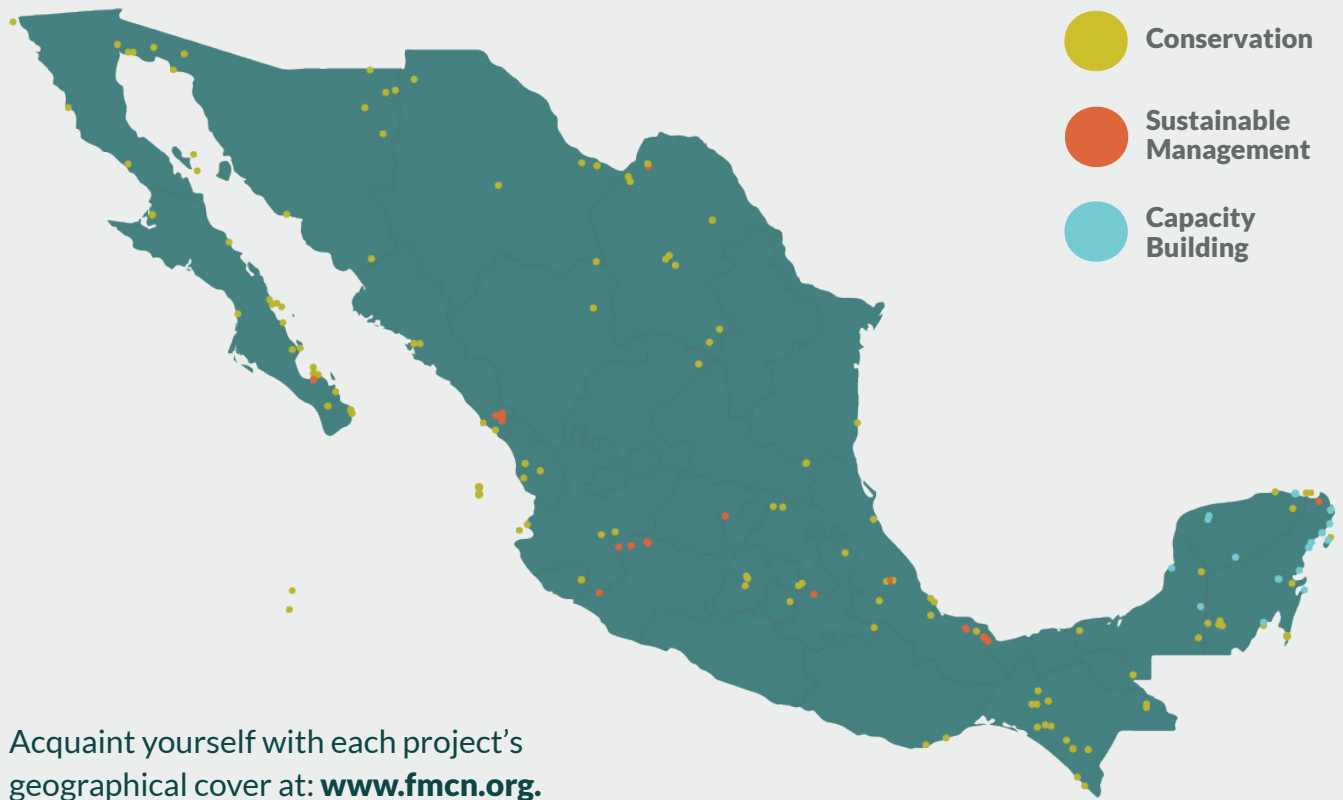 Conservation
Sustainable
Management
Capacity
Building
Acquaint yourself with each project's
geographical cover at: www.fmcn.org.